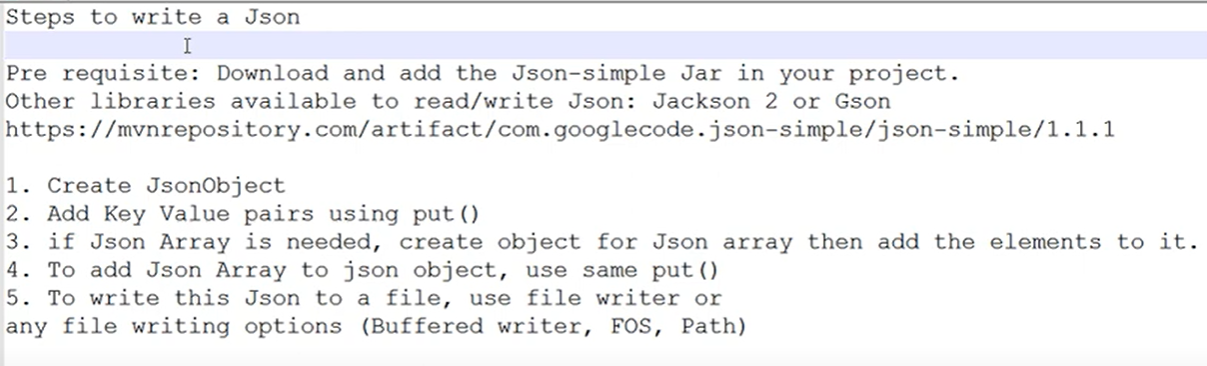 Steps to write a Json
Pre requisite: Download and add the Json-simple Jar in your project.
Other libraries available to read/write Json: Jackson 2 or Gson
https://mvnrepository.com/artifact/com.googlecode.json-simple/json-simple/1.1.1
1. Create JsonObject
2. Add Key Value pairs using put()
3. if Json Array is needed, create object for Json array then add the elements to it.
4. To add Json Array to json object, use same put()
5. To write this Json to a file, use file writer or
any file writing options (Buffered writer, FOS, Path)